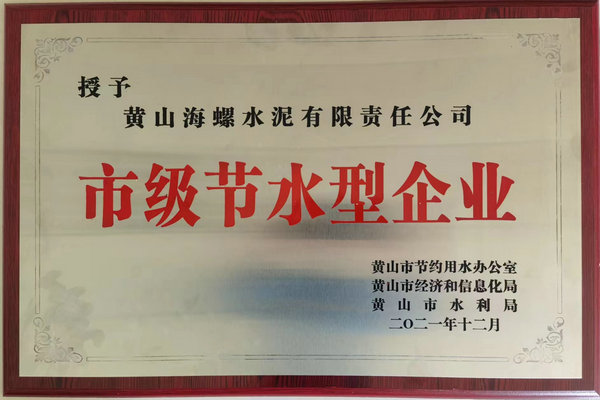 授予
黄山海螺水泥有限责任公司
市级节水型企业
黄山市节约用水办公室
黄山市经济和信息化局
黄山市水利局
二〇二一年十二月